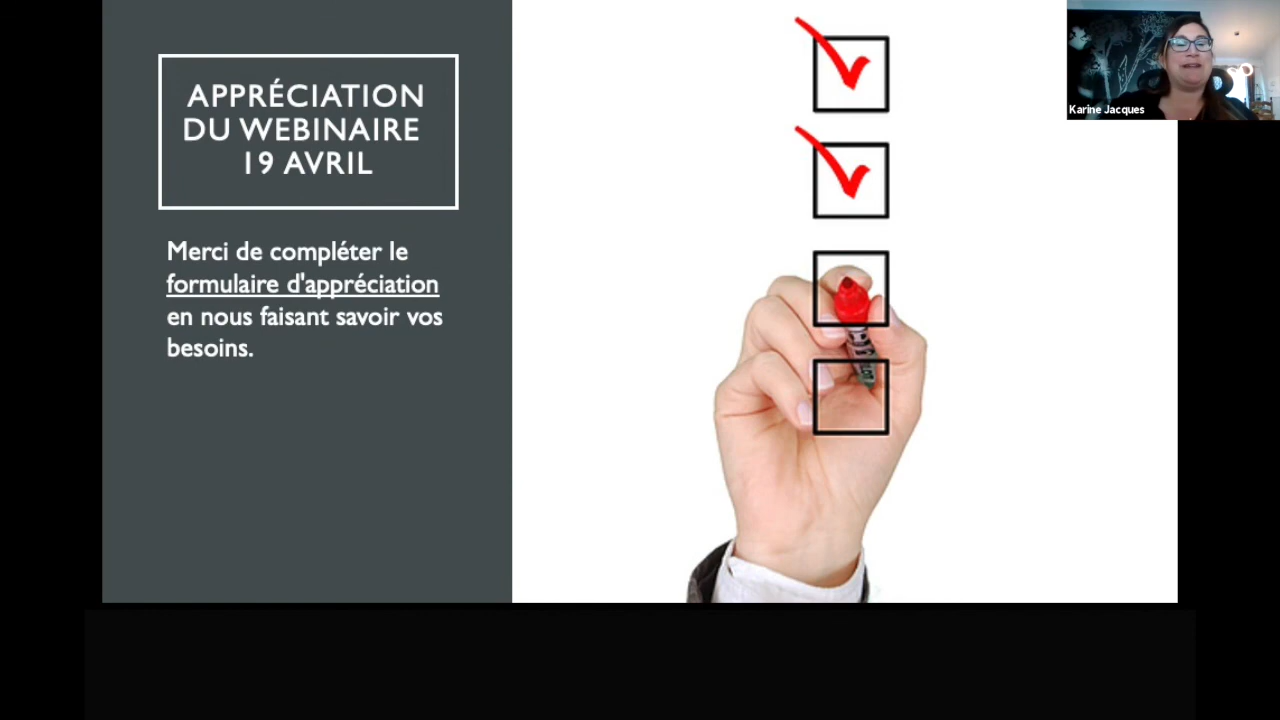 APPRÉCIATION
DU WEBINAIRE
19 AVRIL
Merci de compléter le
formulaire d'appréciation
en nous faisant savoir vos
besoins.
Karine Jacques